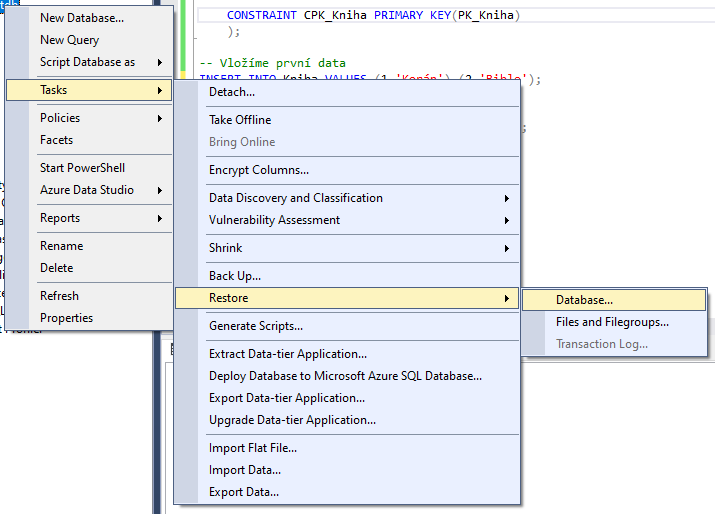 New Database...
New Query
Script Database as
Tasks
Policies
Facets
Start PowerShell
Azure Data Studio
Reports
Rename
Delete
Refresh
Properties
CONSTRAINT CPK_Kniha PRIMARY KEY(PK_Kniha)
);
-- Vložíme první data
INSERT INTO Kniha VALUES (1,'Korán'),(2,'Bible');
;
Detach...
Take Offline
Bring Online
Encrypt Columns...
Data Discovery and Classification
Vulnerability Assessment
Shrink
Back Up...
Restore
Generate Scripts...
Extract Data-tier Application...
Deploy Database to Microsoft Azure SQL Database...
Export Data-tier Application...
Upgrade Data-tier Application...
Import Flat File...
Import Data...
Export Data...
Database...
Files and Filegroups...
Transaction Log...